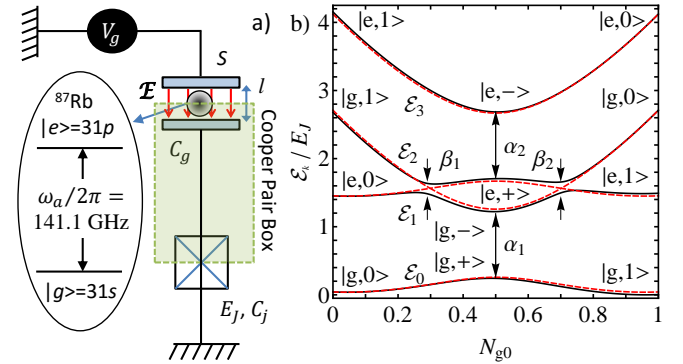 a)
V_g
S
ℰ
l
⁸⁷Rb
|e>=31p
ω_a/2π =
141.1 GHz
|g>=31s
C_g
Cooper Pair Box
E_J, C_j
b)
ℰ_k / E_J
4
3
2
1
0
|e,1⟩
|e,0⟩
|g,1⟩
ℰ_3
|e,−⟩
|g,0⟩
ℰ_2
β_1
α_2
β_2
|e,0⟩
|e,+⟩
|e,1⟩
ℰ_1
|g,−⟩
|g,+⟩
α_1
|g,0⟩
ℰ_0
|g,1⟩
0 0.2 0.4 0.6 0.8 1
N_g0